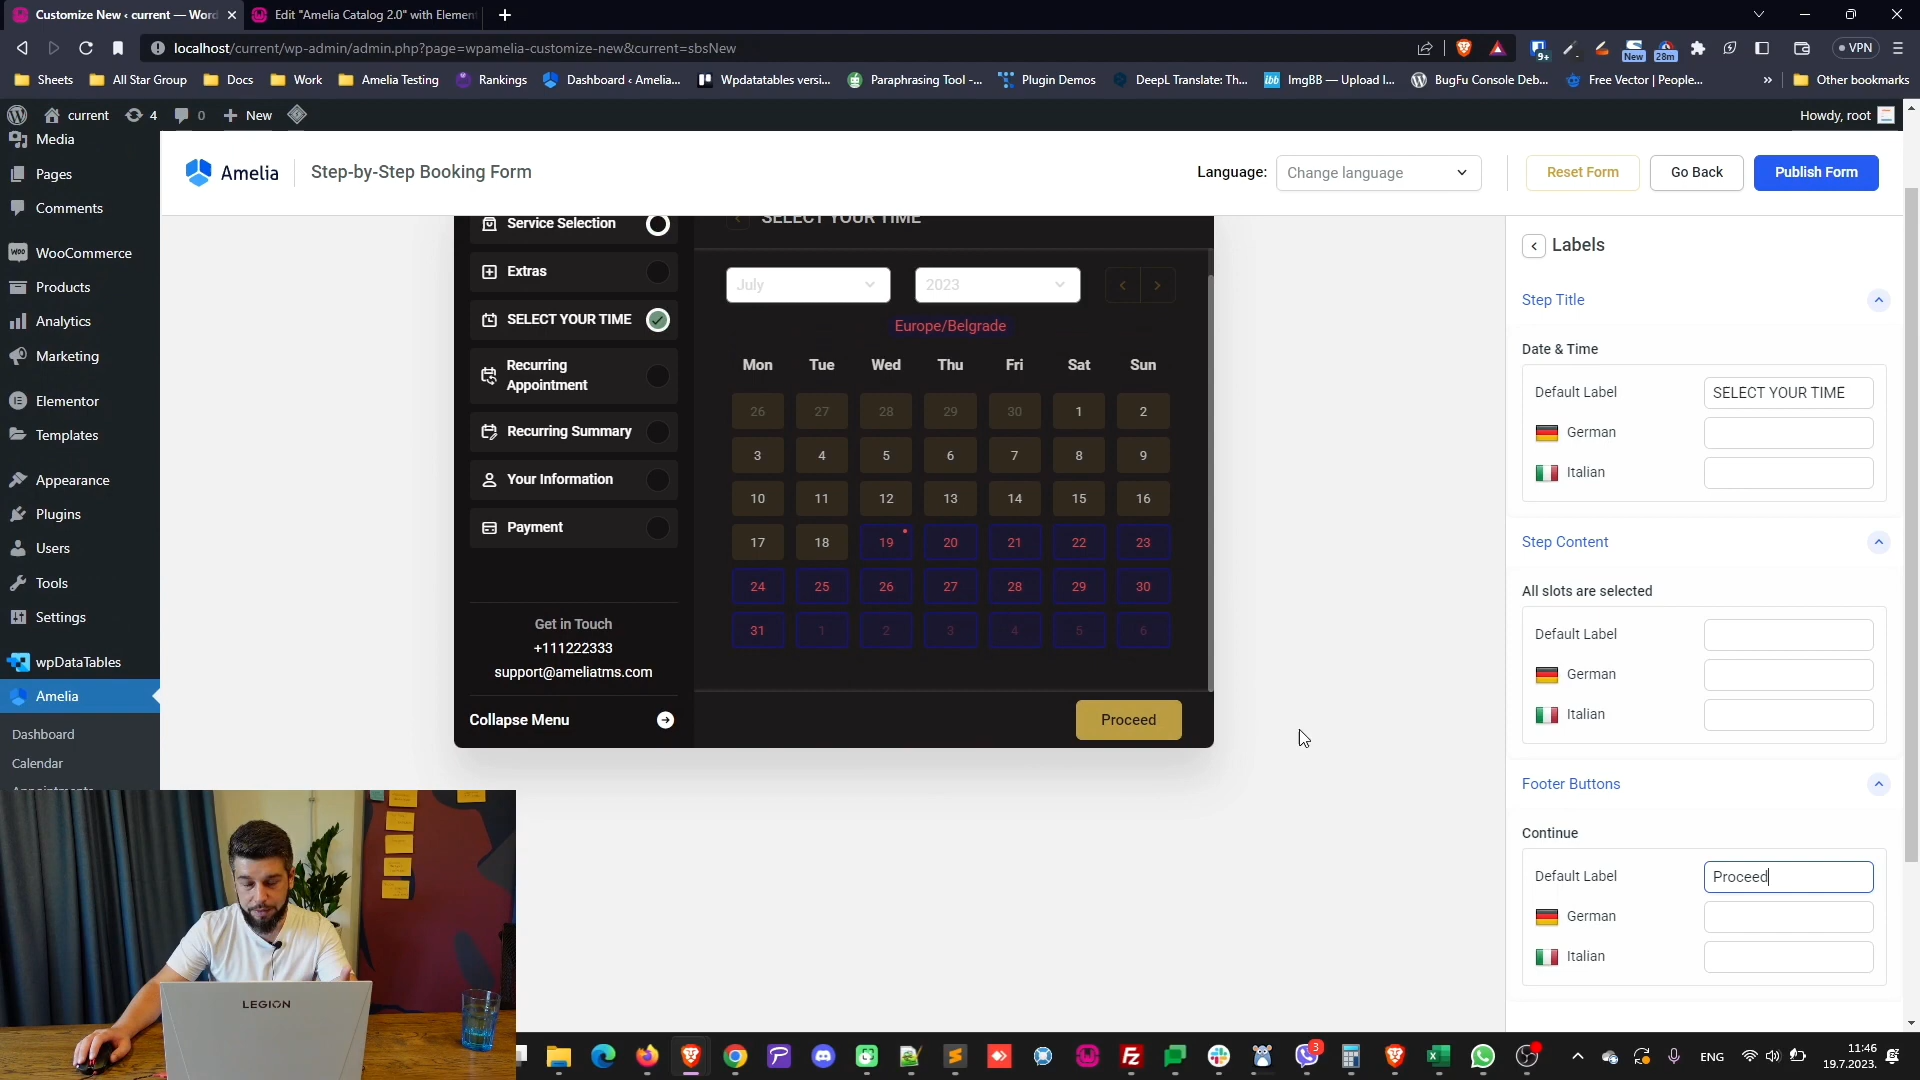 Customize New ‹ current — Word
Edit "Amelia Catalog 2.0" with Elemen
localhost/current/wp-admin/admin.php?page=wpamelia-customize-new&current=sbsNew
9+
New
28m
VPN
Sheets
All Star Group
Docs
Work
Amelia Testing
Rankings
Dashboard ‹ Amelia...
Wpdatatables versi...
Paraphrasing Tool -...
Plugin Demos
DeepL Translate: Th...
ImgBB — Upload I...
BugFu Console Deb...
Free Vector | People...
»
Other bookmarks
current
4
0
New
Howdy, root
Media
Pages
Comments
WooCommerce
Products
Analytics
Marketing
Elementor
Templates
Appearance
Plugins
Users
Tools
Settings
wpDataTables
Amelia
Dashboard
Calendar
Amelia
Step-by-Step Booking Form
Language:
Change language
Reset Form
Go Back
Publish Form
Service Selection
Extras
SELECT YOUR TIME
Recurring
Appointment
Recurring Summary
Your Information
Payment
Get in Touch
+111222333
support@ameliatms.com
Collapse Menu
SELECT YOUR TIME
July
2023
Europe/Belgrade
Mon Tue Wed Thu Fri Sat Sun
26 27 28 29 30 1 2
3 4 5 6 7 8 9
10 11 12 13 14 15 16
17 18 19 20 21 22 23
24 25 26 27 28 29 30
31 1 2 3 4 5 6
Proceed
Labels
Step Title
Date & Time
Default Label
SELECT YOUR TIME
German
Italian
Step Content
All slots are selected
Default Label
German
Italian
Footer Buttons
Continue
Default Label
Proceed
German
Italian
LEGION
3
ENG
11:46
19.7.2023.